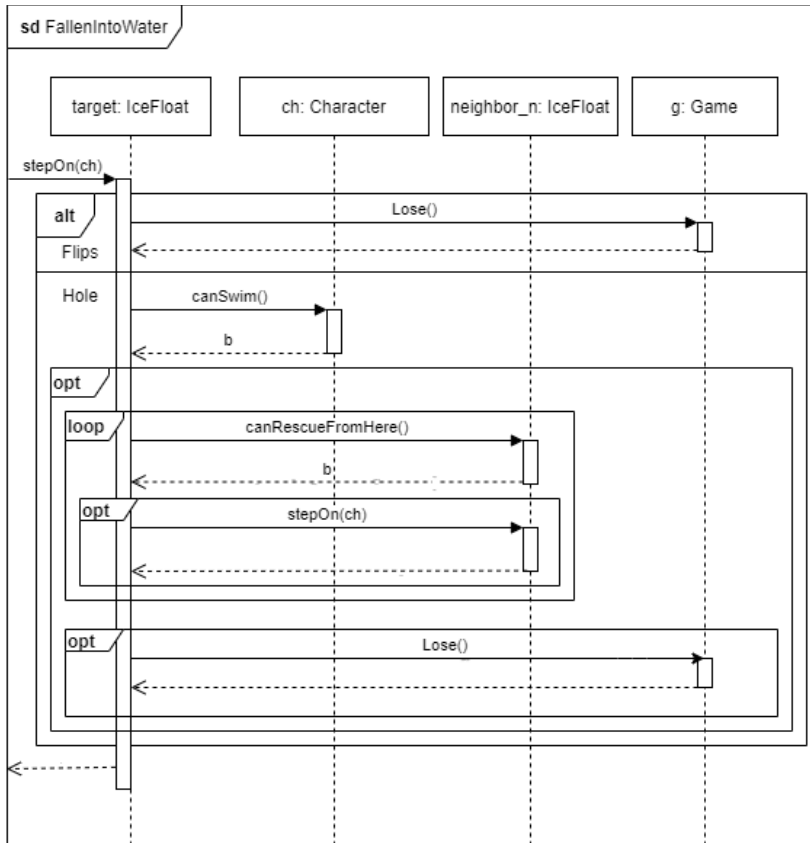 sd FallenIntoWater
target: IceFloat
ch: Character
neighbor_n: IceFloat
g: Game
stepOn(ch)
alt
Lose()
Flips
Hole
canSwim()
b
opt
loop
canRescueFromHere()
b
opt
stepOn(ch)
opt
Lose()